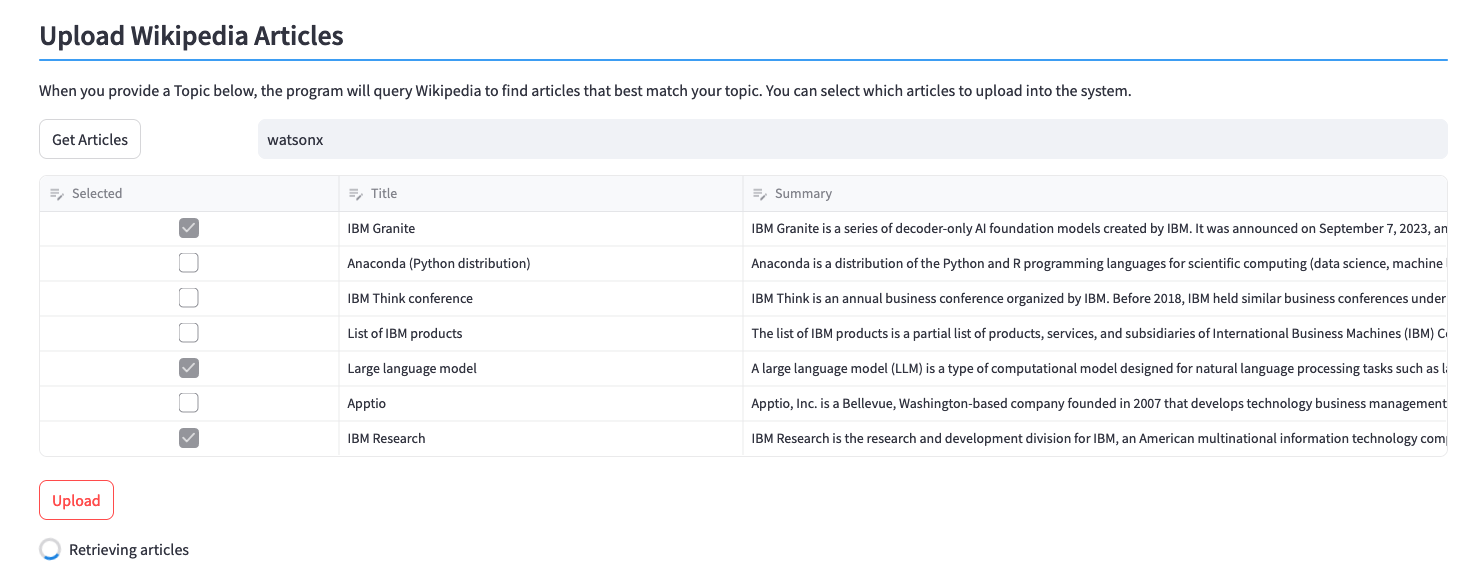 Upload Wikipedia Articles
When you provide a Topic below, the program will query Wikipedia to find articles that best match your topic. You can select which articles to upload into the system.
Get Articles watsonx
Selected Title Summary
IBM Granite IBM Granite is a series of decoder-only AI foundation models created by IBM. It was announced on September 7, 2023, an
Anaconda (Python distribution) Anaconda is a distribution of the Python and R programming languages for scientific computing (data science, machine
IBM Think conference IBM Think is an annual business conference organized by IBM. Before 2018, IBM held similar business conferences under
List of IBM products The list of IBM products is a partial list of products, services, and subsidiaries of International Business Machines (IBM)
Large language model A large language model (LLM) is a type of computational model designed for natural language processing tasks such as
Apptio Apptio, Inc. is a Bellevue, Washington-based company founded in 2007 that develops technology business management
IBM Research IBM Research is the research and development division for IBM, an American multinational information technology
Upload
Retrieving articles